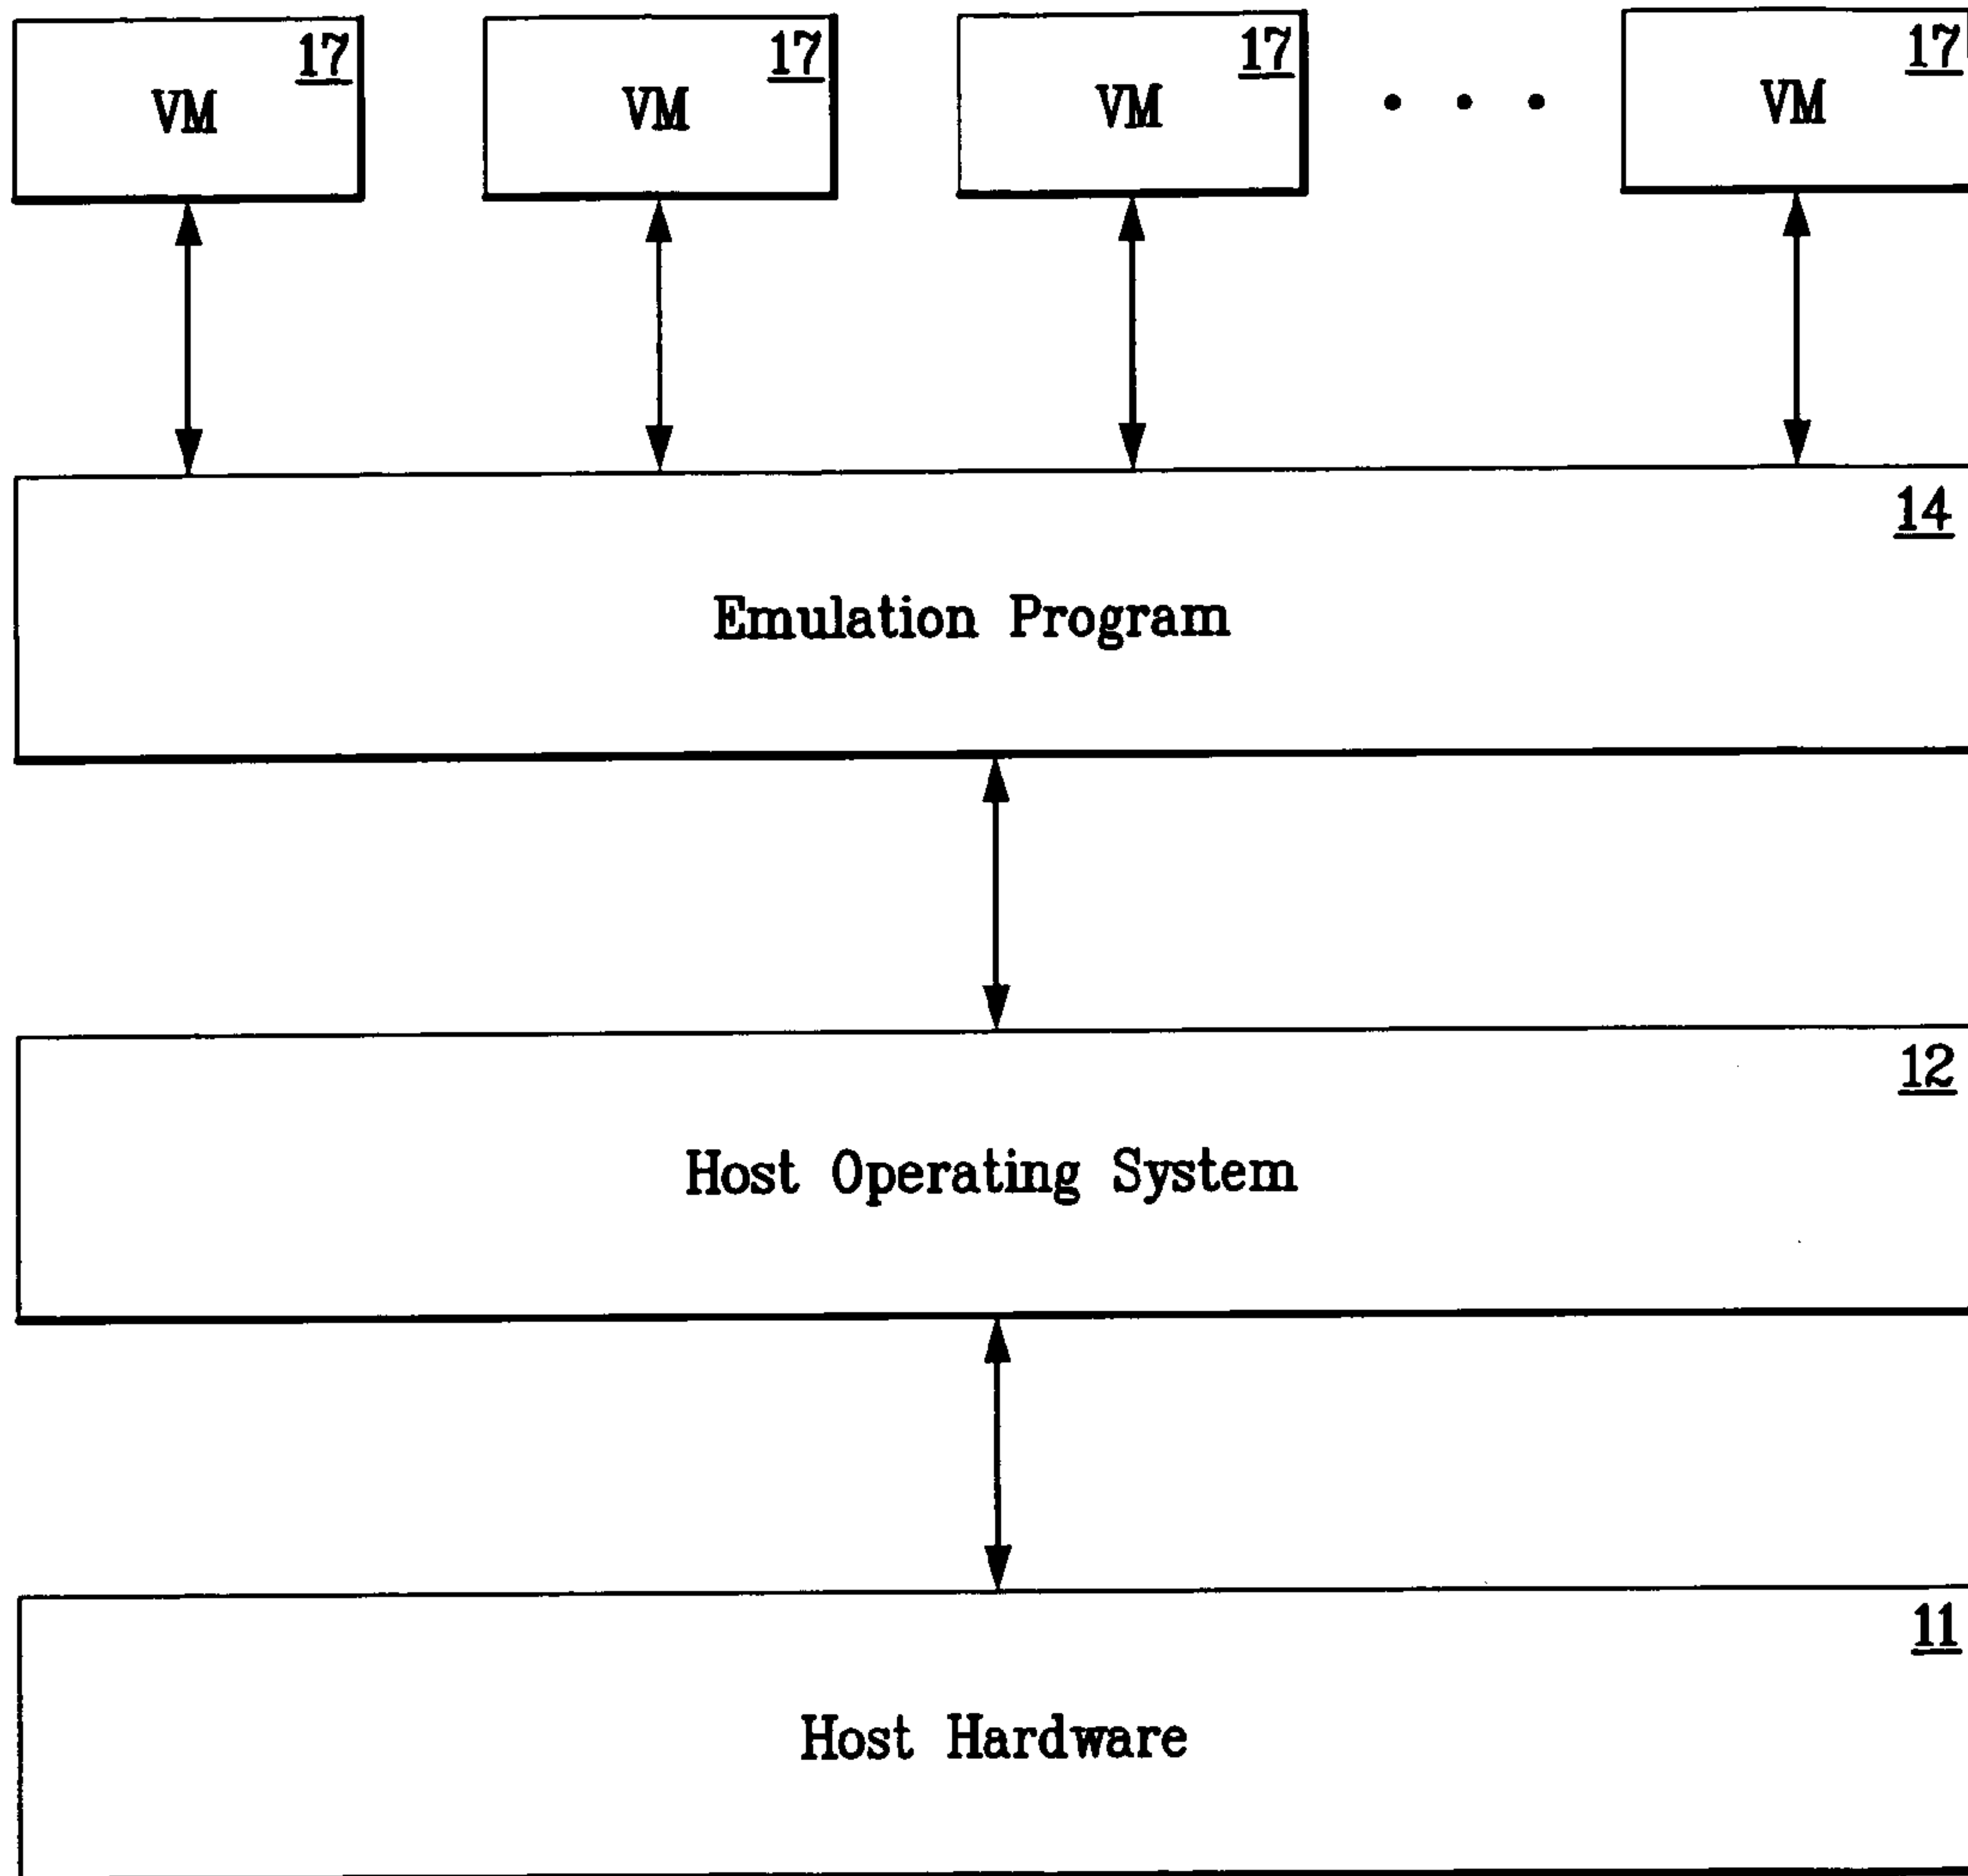 17 17 17 17
VM VM VM . . . VM
14
Emulation Program
12
Host Operating System
11
Host Hardware